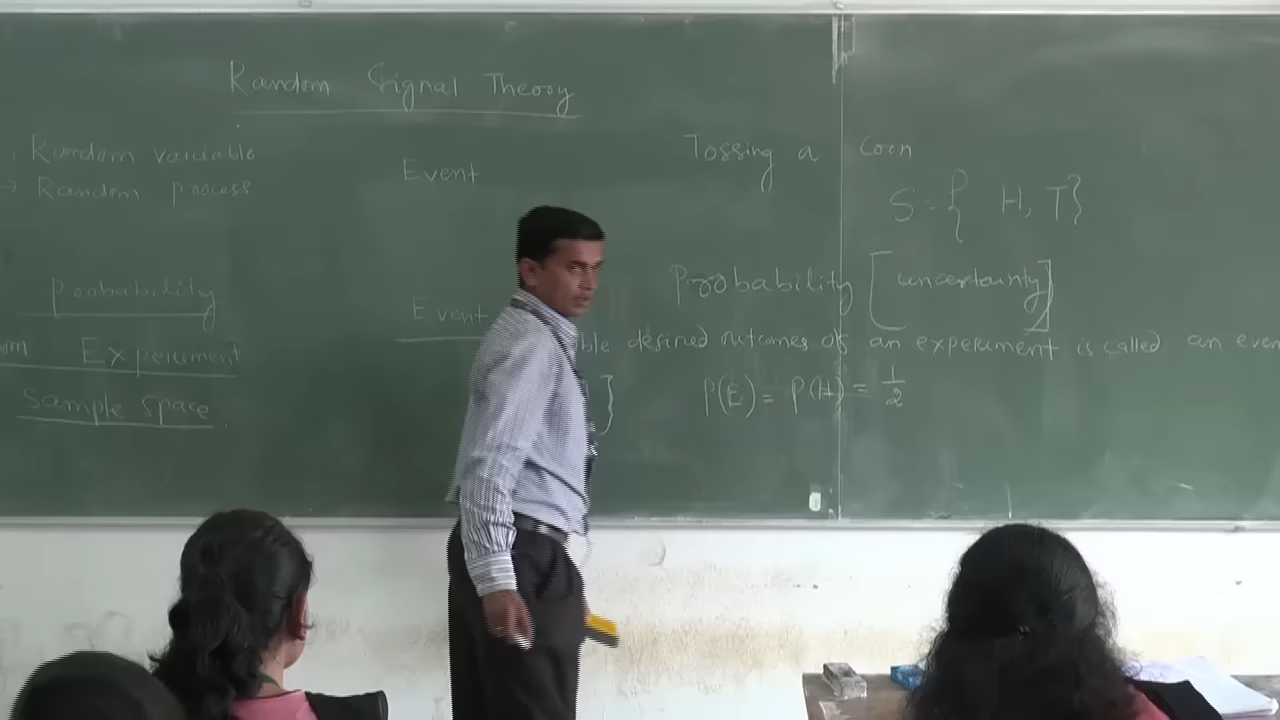 Random Signal Theory
→ Random variable
→ Random process
Probability
Experiment
Sample space
Event
Event
desired outcomes of an experiment is called an even
}
P(E) = P(H) = 1/2
Tossing a Coin
S = { H, T}
Probability [uncertainty]